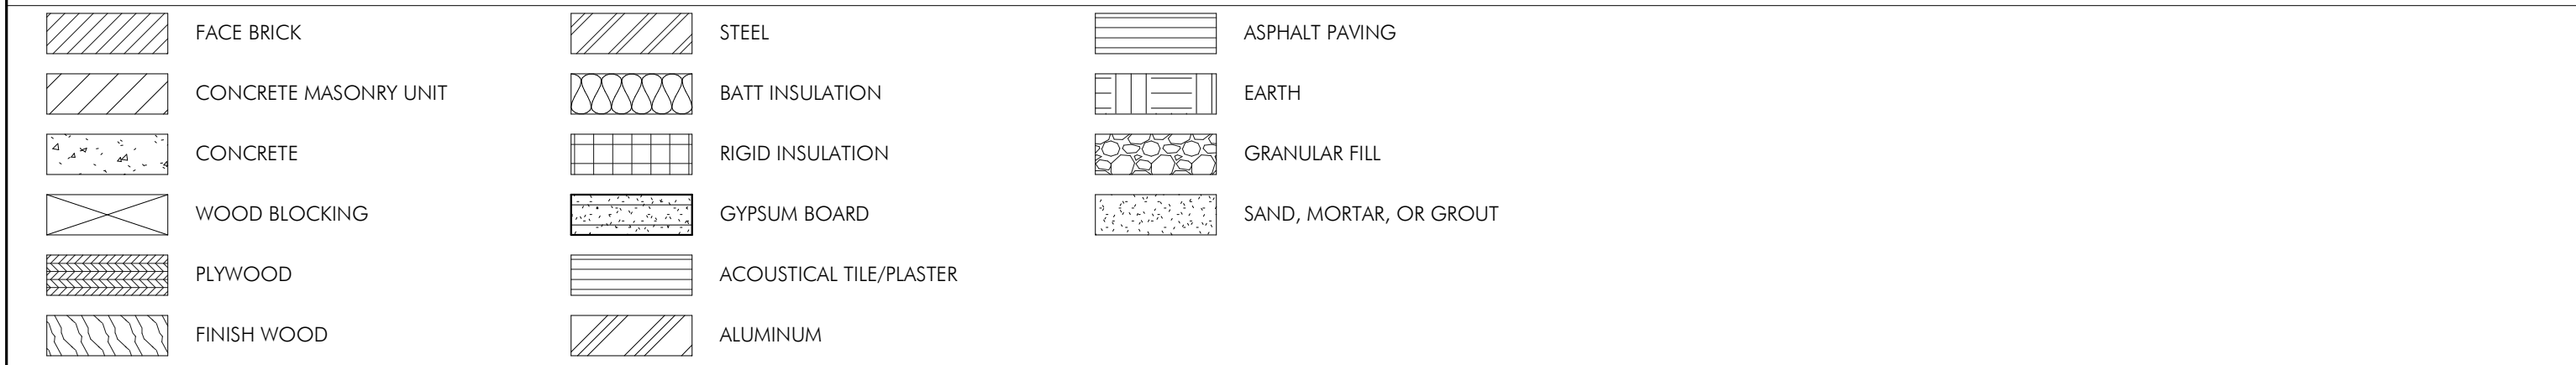 FACE BRICK
CONCRETE MASONRY UNIT
CONCRETE
WOOD BLOCKING
PLYWOOD
FINISH WOOD
STEEL
BATT INSULATION
RIGID INSULATION
GYPSUM BOARD
ACOUSTICAL TILE/PLASTER
ALUMINUM
ASPHALT PAVING
EARTH
GRANULAR FILL
SAND, MORTAR, OR GROUT